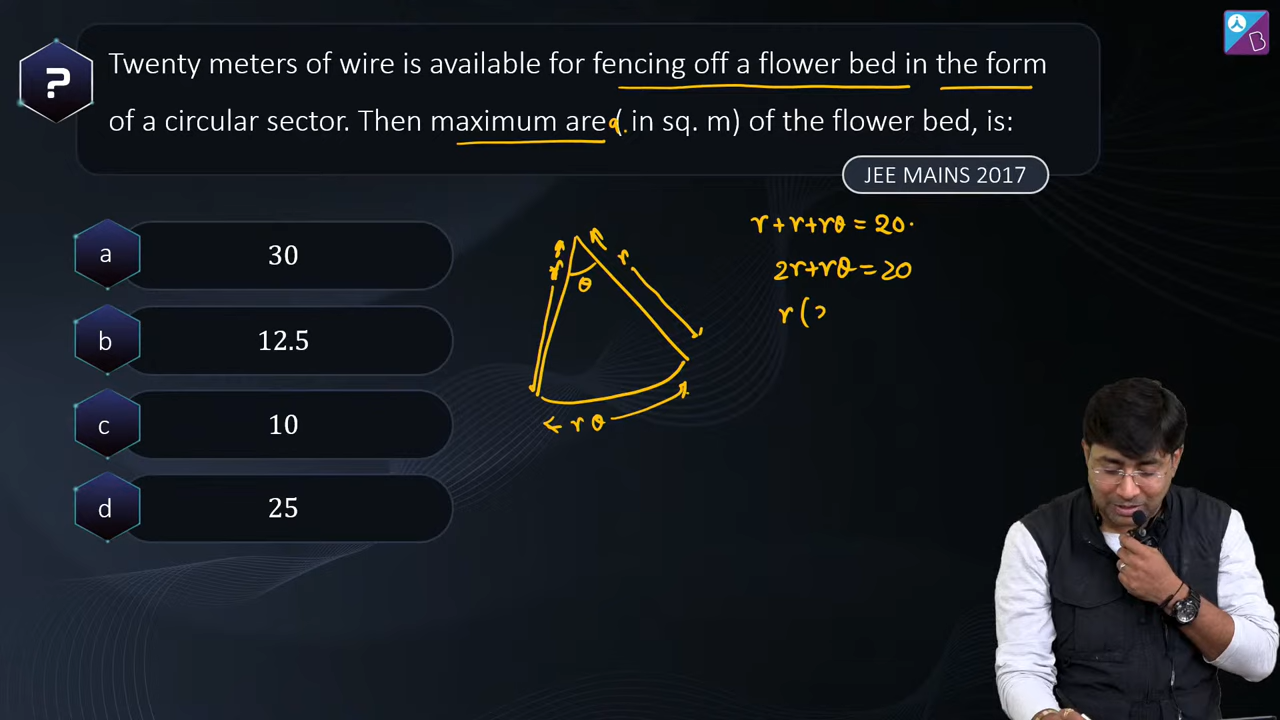 ?
Twenty meters of wire is available for fencing off a flower bed in the form
of a circular sector. Then maximum area ( in sq. m) of the flower bed, is:
JEE MAINS 2017
a 30
b 12.5
c 10
d 25
r
θ
r
r θ
r+r+rθ = 20.
2r+rθ = 20
r(2
B